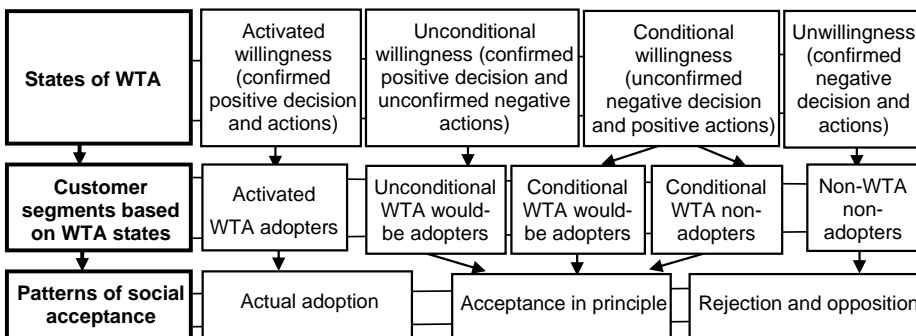 States of WTA
Activated
willingness
(confirmed
positive decision
and actions)
Unconditional
willingness (confirmed
positive decision and
unconfirmed negative
actions)
Conditional
willingness
(unconfirmed
negative decision
and positive actions)
Unwillingness
(confirmed
negative
decision and
actions)
Customer
segments based
on WTA states
Activated
WTA adopters
Unconditional
WTA would-
be adopters
Conditional
WTA would-
be adopters
Conditional
WTA non-
adopters
Non-WTA
non-
adopters
Patterns of social
acceptance
Actual adoption
Acceptance in principle
Rejection and opposition